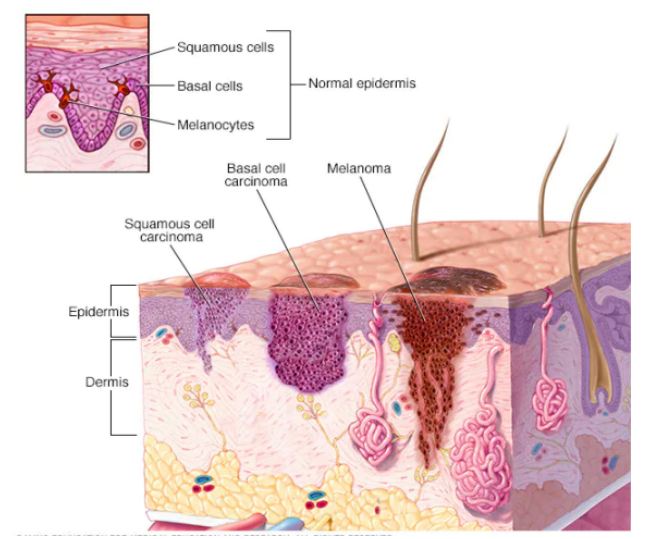 Squamous cells
Basal cells
Normal epidermis
Melanocytes
Basal cell
carcinoma
Melanoma
Squamous cell
carcinoma
Epidermis
Dermis